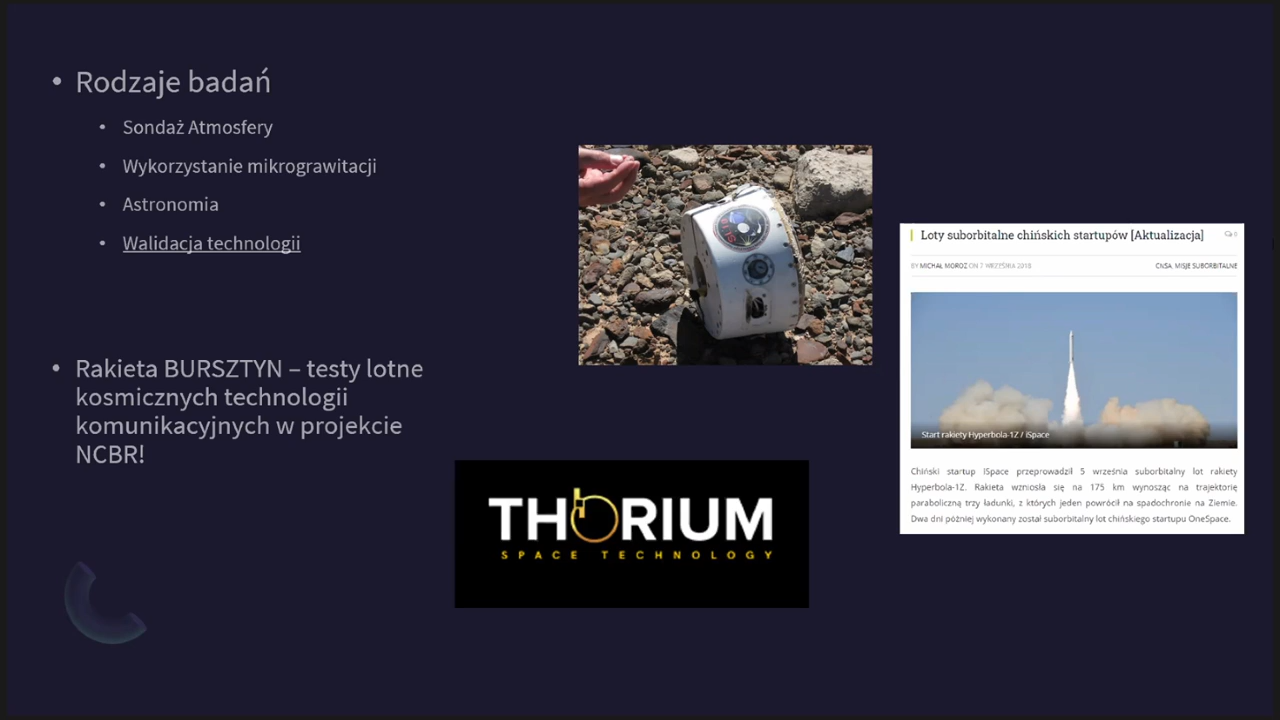 Rodzaje badań
Sondaż Atmosfery
Wykorzystanie mikrograwitacji
Astronomia
Walidacja technologii
Rakieta BURSZTYN – testy lotne
kosmicznych technologii
komunikacyjnych w projekcie
NCBR!
THORIUM
SPACE TECHNOLOGY
Loty suborbitalne chińskich startupów [Aktualizacja]
0
BY MICHAŁ MOROZ ON 7 WRZEŚNIA 2018
CNSA, MISJE SUBORBITALNE
Start rakiety Hyperbola-1Z / iSpace
Chiński startup iSpace przeprowadził 5 września suborbitalny lot rakiety
Hyperbola-1Z. Rakieta wzniosła się na 175 km wynosząc na trajektorię
paraboliczną trzy ładunki, z których jeden powrócił na spadochronie na Ziemie.
Dwa dni później wykonany został suborbitalny lot chińskiego startupu OneSpace.